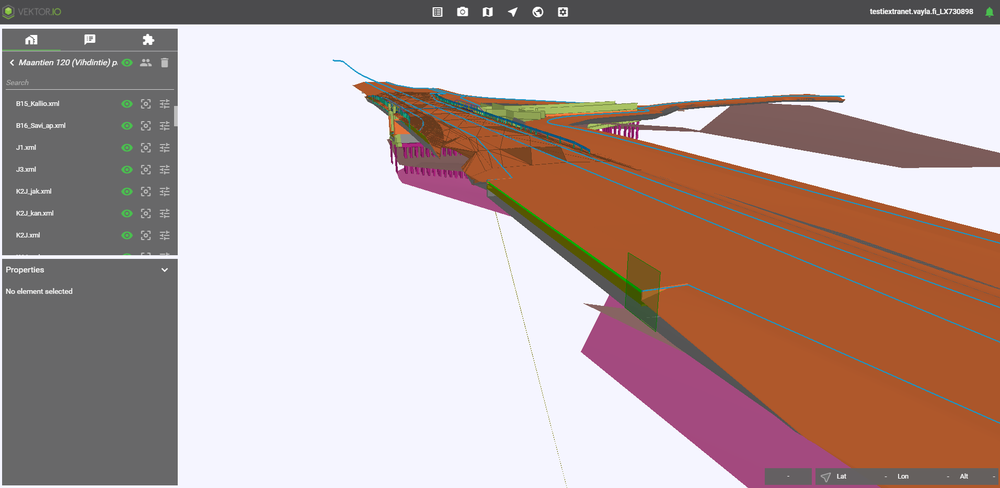 VEKTOR.IO
testiextranet.vayla.fi_LX730898
Maantien 120 (Vihdintie) p
Search
B15_Kallio.xml
B16_Savi_ap.xml
J1.xml
J3.xml
K2J_jak.xml
K2J_kan.xml
K2J.xml
Properties
No element selected
- Lat - Lon - Alt -